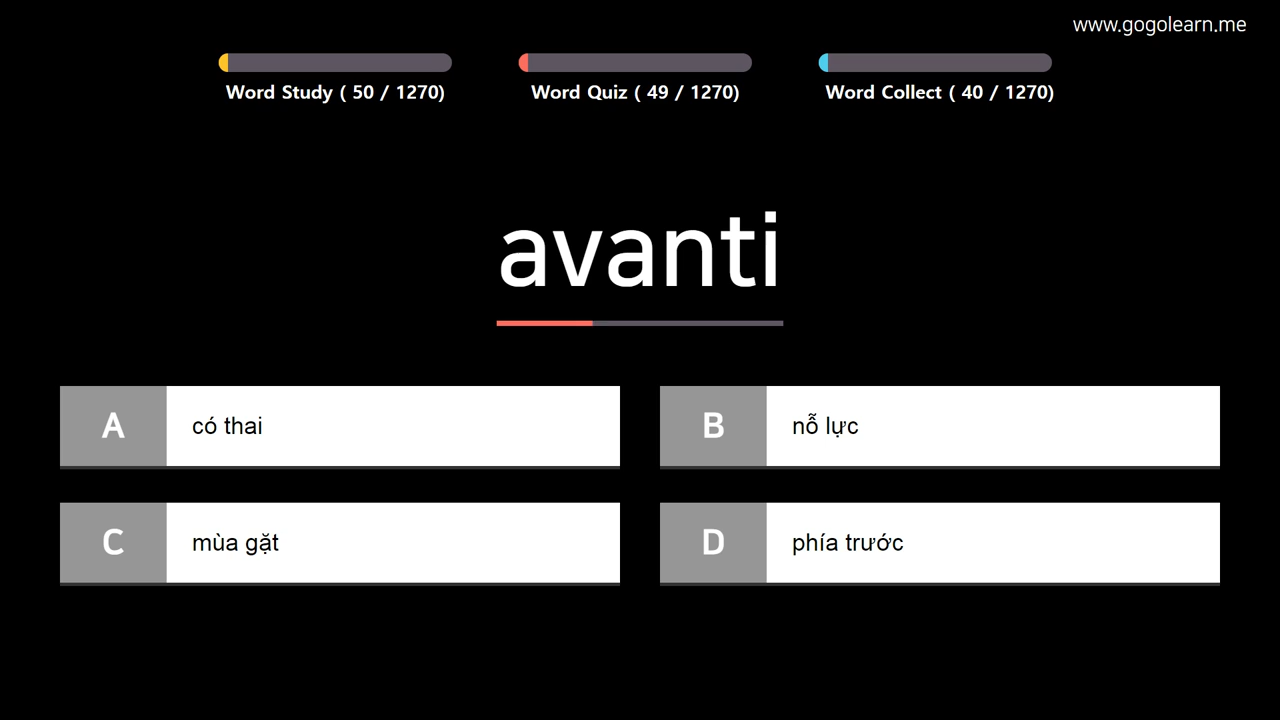 www.gogolearn.me
Word Study ( 50 / 1270)
Word Quiz ( 49 / 1270)
Word Collect ( 40 / 1270)
avanti
A có thai
B nỗ lực
C mùa gặt
D phía trước